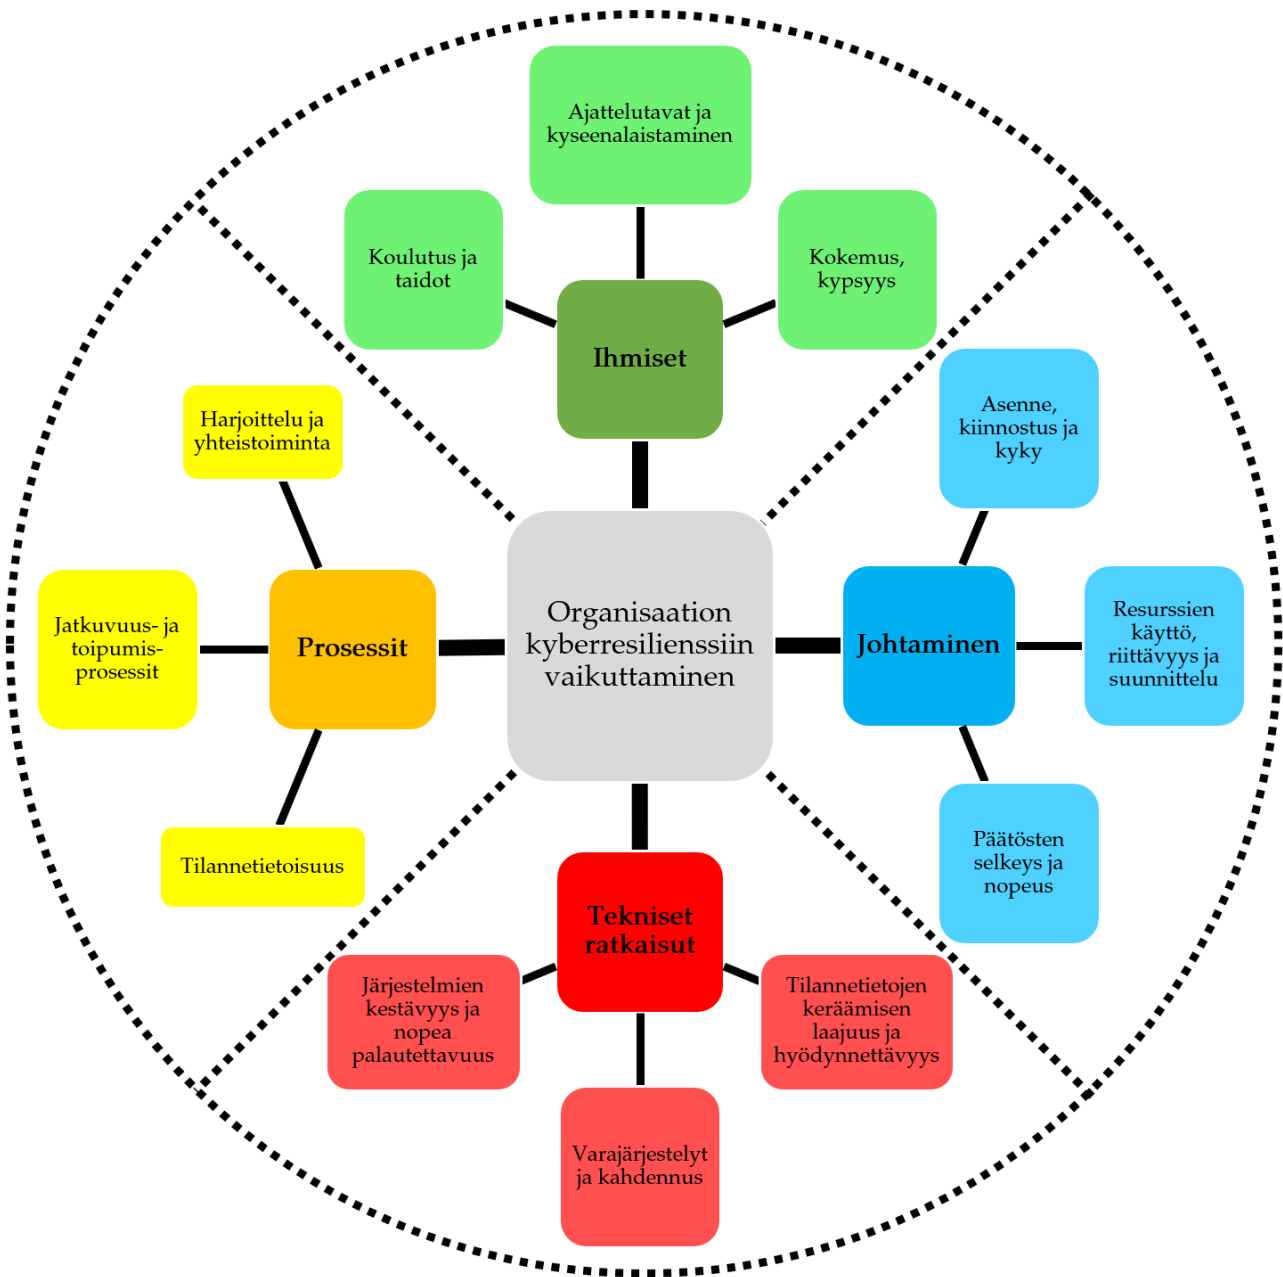 Ajattelutavat ja
kyseenalaistaminen
Koulutus ja
taidot
Kokemus,
kypsyys
Ihmiset
Asenne,
kiinnostus ja
kyky
Harjoittelu ja
yhteistoiminta
Organisaation
kyberresilienssiin
vaikuttaminen
Jatkuvuus- ja
toipumis-
prosessit
Prosessit
Johtaminen
Resurssien
käyttö,
riittävyys ja
suunnittelu
Tilannetietoisuus
Päätösten
selkeys ja
nopeus
Tekniset
ratkaisut
Järjestelmien
kestävyys ja
nopea
palautettavuus
Tilannetietojen
keräämisen
laajuus ja
hyödynnettävyys
Varajärjestelyt
ja kahdennus